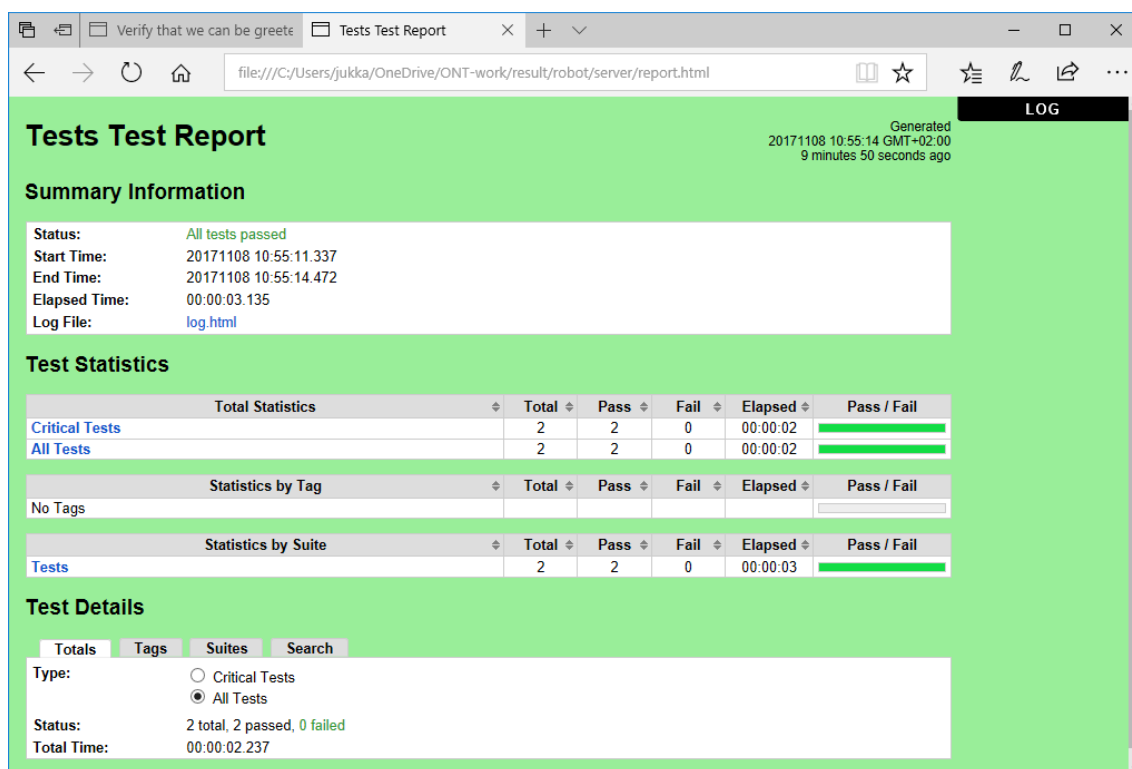 Verify that we can be greete
Tests Test Report
file:///C:/Users/jukka/OneDrive/ONT-work/result/robot/server/report.html
LOG
Tests Test Report
Generated
20171108 10:55:14 GMT+02:00
9 minutes 50 seconds ago
Summary Information
Status: All tests passed
Start Time: 20171108 10:55:11.337
End Time: 20171108 10:55:14.472
Elapsed Time: 00:00:03.135
Log File: log.html
Test Statistics
Total Statistics Total Pass Fail Elapsed Pass / Fail
Critical Tests 2 2 0 00:00:02
All Tests 2 2 0 00:00:02
Statistics by Tag Total Pass Fail Elapsed Pass / Fail
No Tags
Statistics by Suite Total Pass Fail Elapsed Pass / Fail
Tests 2 2 0 00:00:03
Test Details
Totals Tags Suites Search
Type: Critical Tests
All Tests
Status: 2 total, 2 passed, 0 failed
Total Time: 00:00:02.237